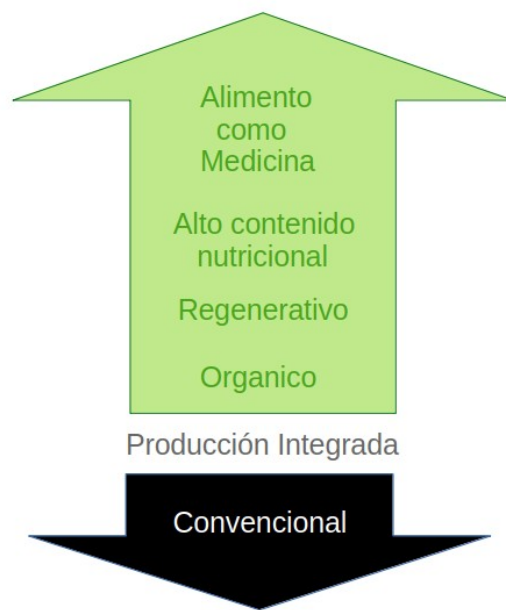 Alimento
como
Medicina
Alto contenido
nutricional
Regenerativo
Organico
Producción Integrada
Convencional